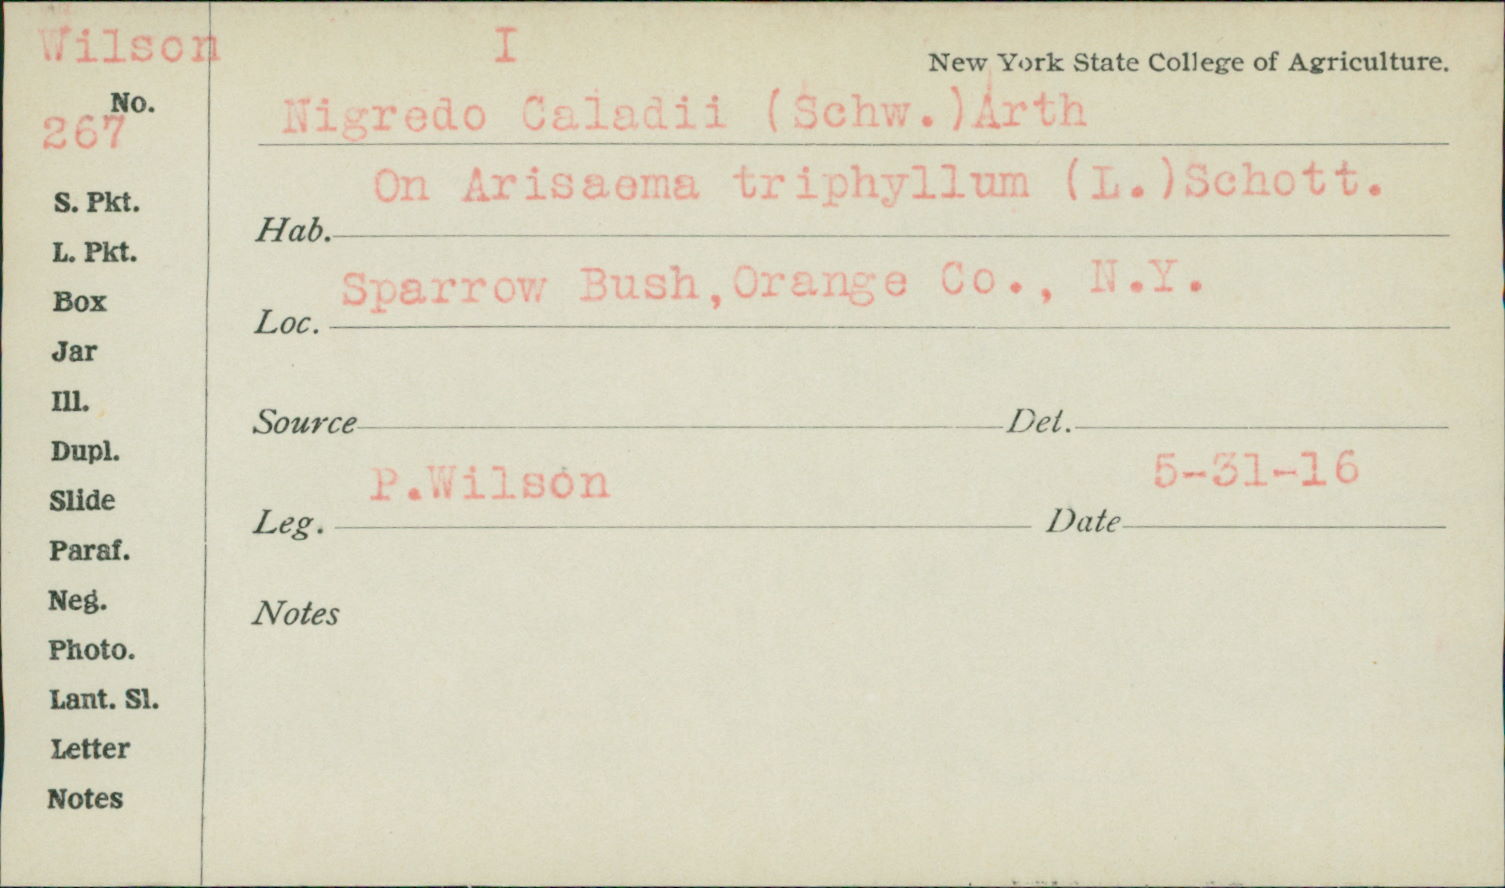 Wilson I
New York State College of Agriculture.
No.
267 Nigredo Caladii (Schw.)Arth
On Arisaema triphyllum (L.)Schott.
S. Pkt.
Hab.
L. Pkt.
Sparrow Bush,Orange Co., N.Y.
Box
Loc.
Jar
Ill.
Source Det.
Dupl.
P.Wilson 5-31-16
Slide
Leg. Date
Paraf.
Neg.
Notes
Photo.
Lant. Sl.
Letter
Notes